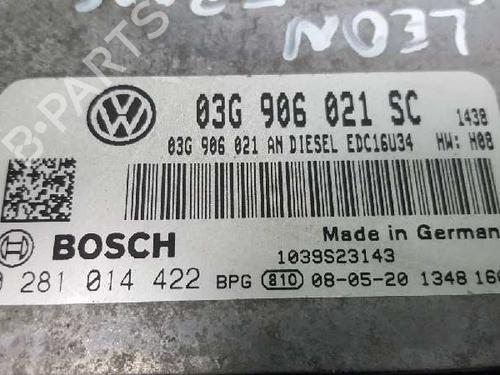 LEON
03G 906 021 SC 1438
03G 906 021 AN DIESEL EDC16U34 HW: H08
BOSCH
Made in German
1039S23143
0 281 014 422 BPG 810 08-05-20 1348 160
B-PARTS